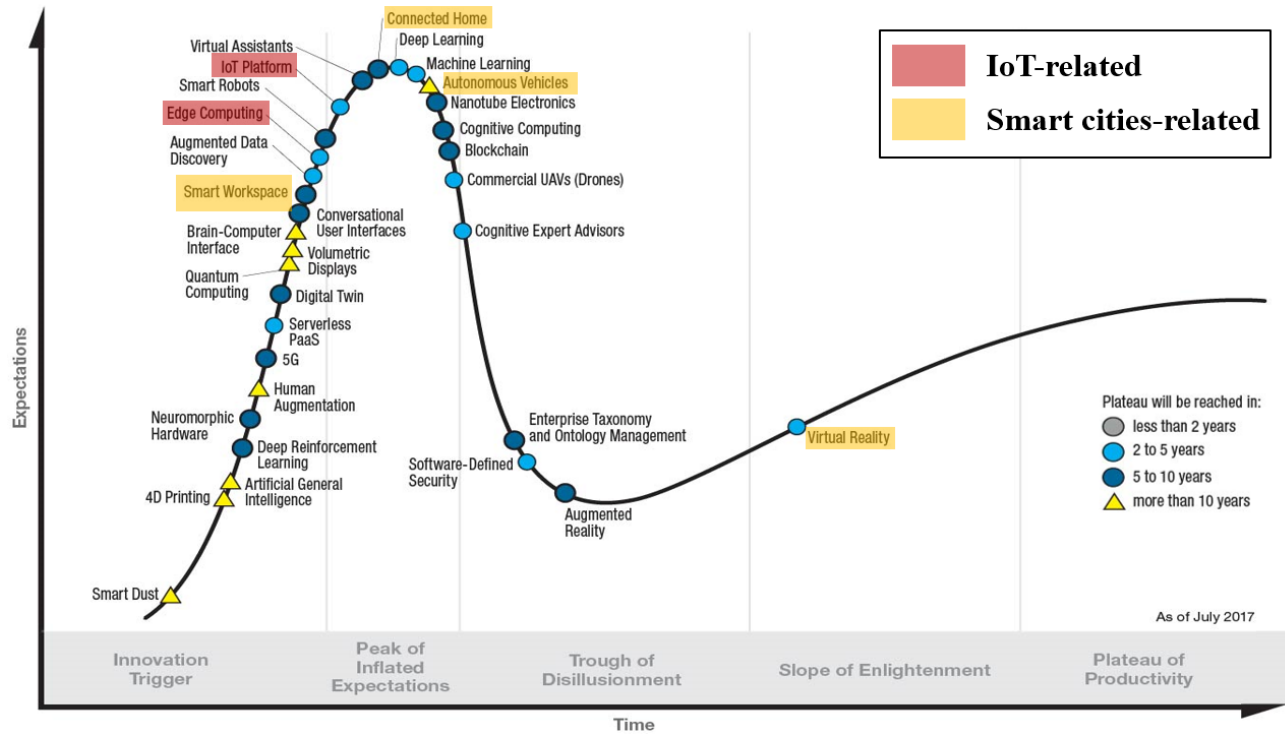 Connected Home
Virtual Assistants
Deep Learning
IoT Platform
Machine Learning
Smart Robots
Autonomous Vehicles
Edge Computing
Nanotube Electronics
Augmented Data
Discovery
Cognitive Computing
Blockchain
Smart Workspace
Commercial UAVs (Drones)
Conversational
User Interfaces
Brain-Computer
Interface
Cognitive Expert Advisors
Volumetric
Displays
Quantum
Computing
Digital Twin
Serverless
PaaS
5G
Human
Augmentation
Neuromorphic
Hardware
Deep Reinforcement
Learning
Artificial General
Intelligence
4D Printing
Smart Dust
Enterprise Taxonomy
and Ontology Management
Software-Defined
Security
Augmented
Reality
Virtual Reality
IoT-related
Smart cities-related
Plateau will be reached in:
less than 2 years
2 to 5 years
5 to 10 years
more than 10 years
As of July 2017
Expectations
Innovation
Trigger
Peak of
Inflated
Expectations
Trough of
Disillusionment
Slope of Enlightenment
Plateau of
Productivity
Time